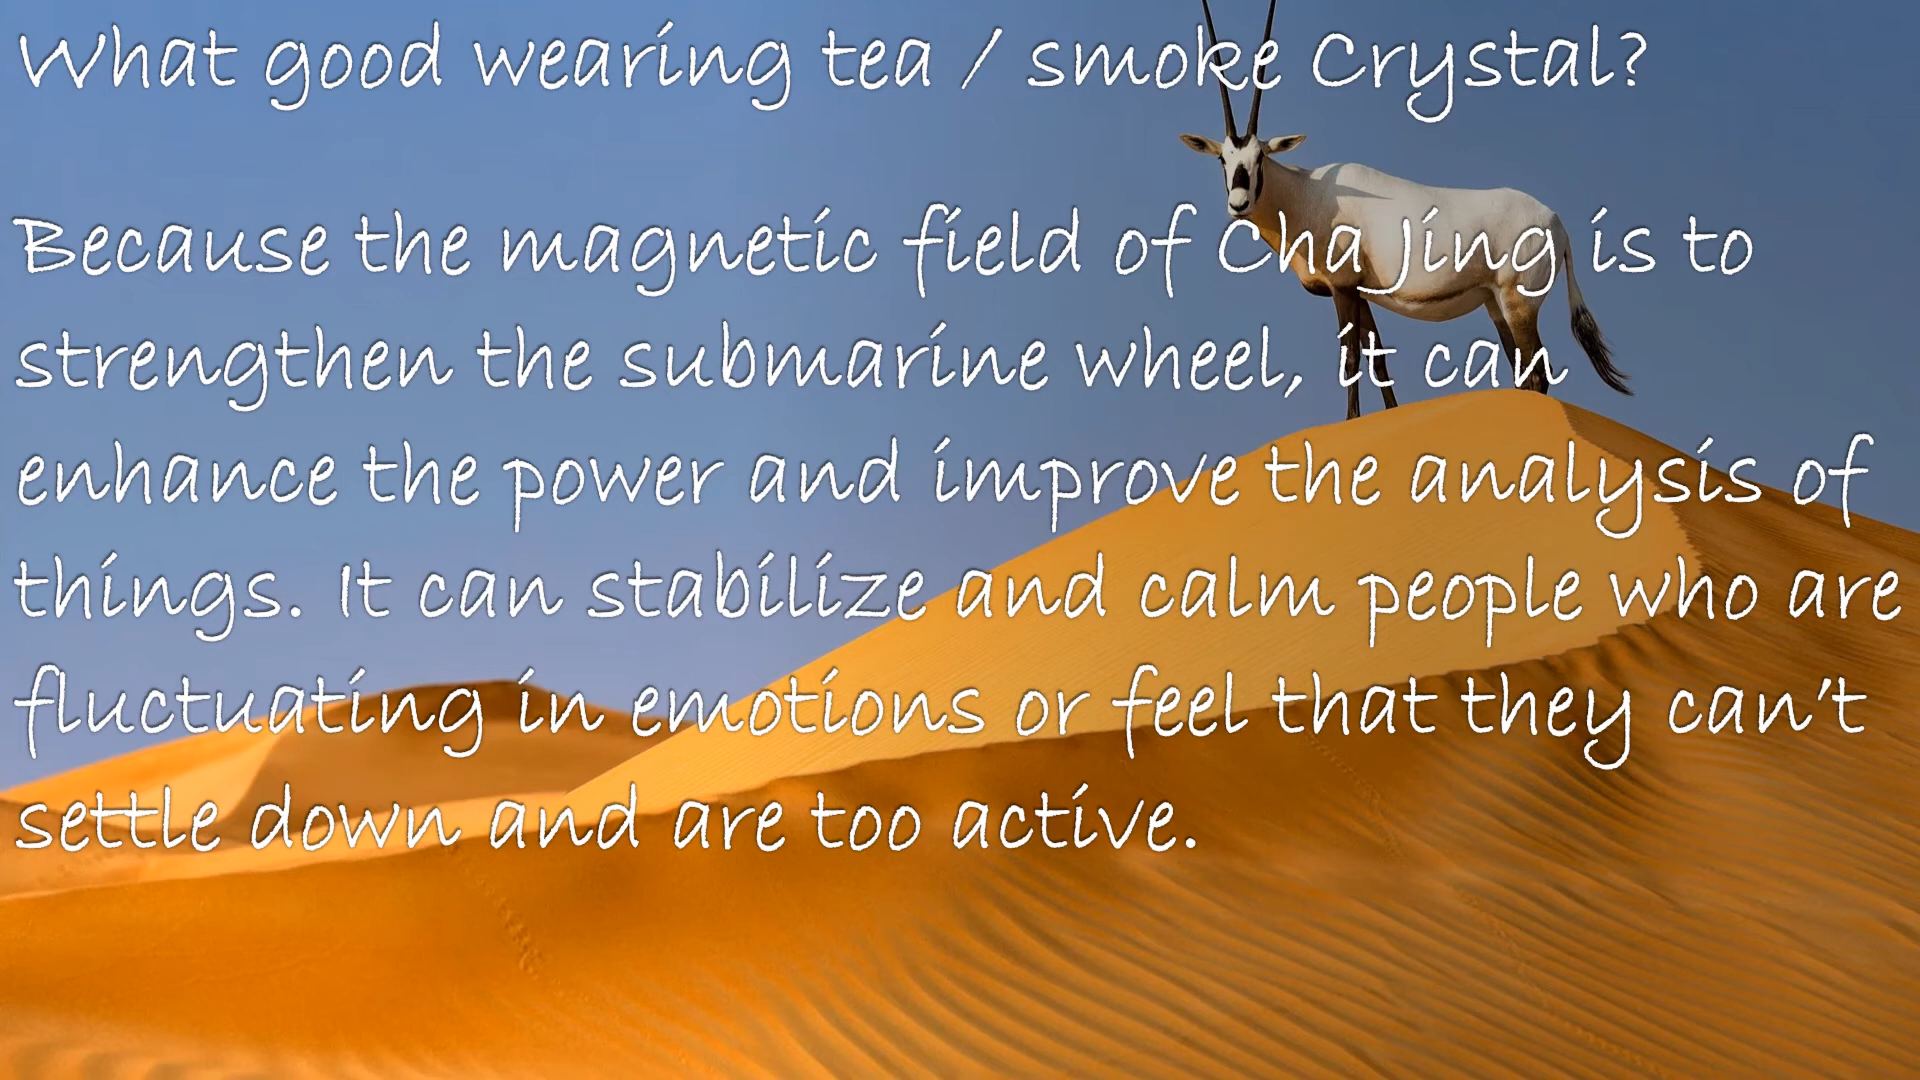 What good wearing tea / smoke Crystal?
Because the magnetic field of Cha Jing is to
strengthen the submarine wheel, it can
enhance the power and improve the analysis of
things. It can stabilize and calm people who are
fluctuating in emotions or feel that they can't
settle down and are too active.